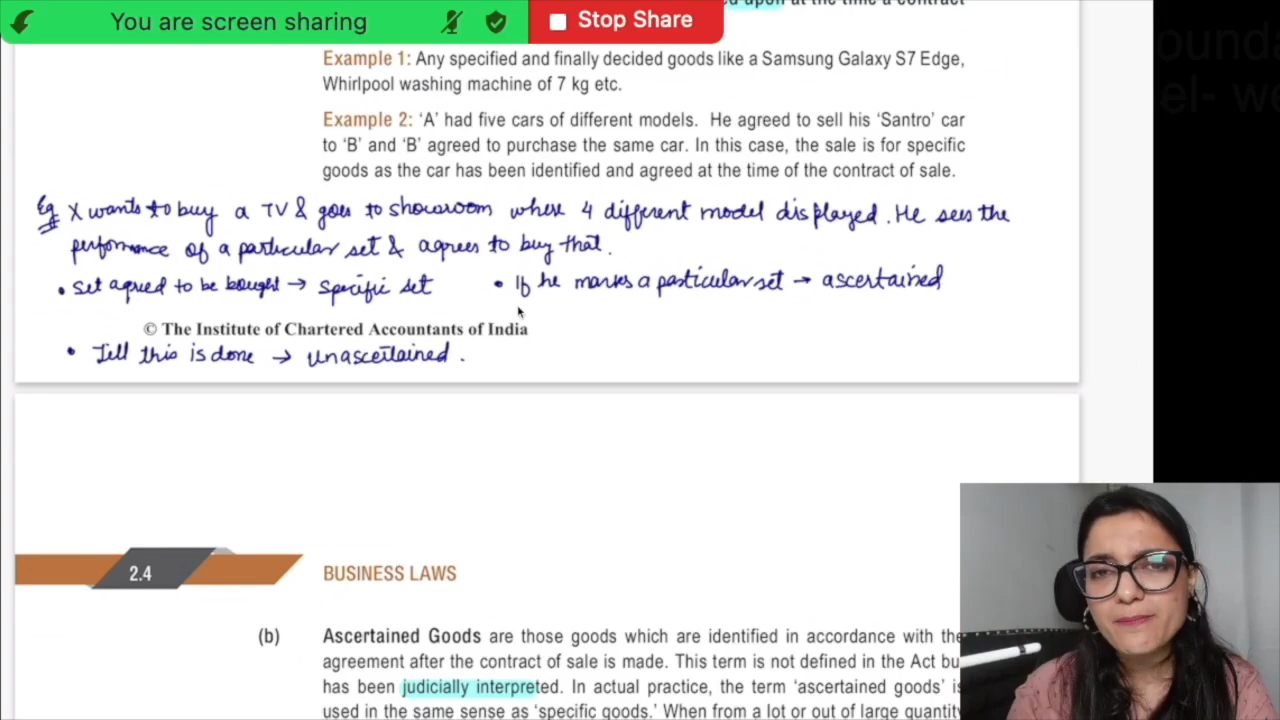 You are screen sharing
Stop Share
upon at the time a contract
Example 1: Any specified and finally decided goods like a Samsung Galaxy S7 Edge,
Whirlpool washing machine of 7 kg etc.
Example 2: ‘A’ had five cars of different models. He agreed to sell his ‘Santro’ car
to ‘B’ and ‘B’ agreed to purchase the same car. In this case, the sale is for specific
goods as the car has been identified and agreed at the time of the contract of sale.
Eg X wants to buy a TV & goes to showroom where 4 different model displayed. He sees the
performance of a particular set & agrees to buy that.
• Set agreed to be bought → specific set • If he marks a particular set → ascertained
© The Institute of Chartered Accountants of India
• Till this is done → unascertained.
2.4 BUSINESS LAWS
(b) Ascertained Goods are those goods which are identified in accordance with the
agreement after the contract of sale is made. This term is not defined in the Act bu
has been judicially interpreted. In actual practice, the term ‘ascertained goods’ is
used in the same sense as ‘specific goods.’ When from a lot or out of large quantity